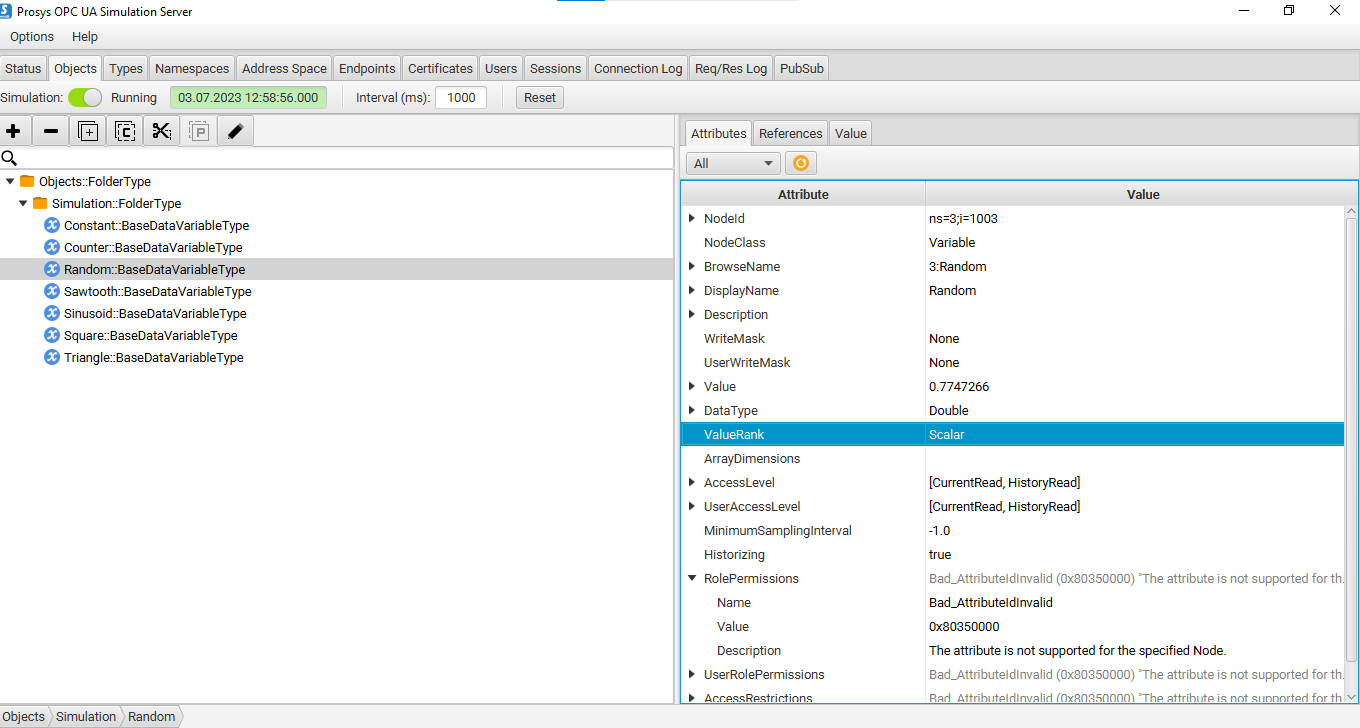 Prosys OPC UA Simulation Server
Options Help
Status Objects Types Namespaces Address Space Endpoints Certificates Users Sessions Connection Log Req/Res Log PubSub
Simulation: Running 03.07.2023 12:58:56.000 Interval (ms): 1000 Reset
Objects::FolderType
Simulation::FolderType
Constant::BaseDataVariableType
Counter::BaseDataVariableType
Random::BaseDataVariableType
Sawtooth::BaseDataVariableType
Sinusoid::BaseDataVariableType
Square::BaseDataVariableType
Triangle::BaseDataVariableType
Attributes References Value
All
Attribute Value
NodeId ns=3;i=1003
NodeClass Variable
BrowseName 3:Random
DisplayName Random
Description
WriteMask None
UserWriteMask None
Value 0.7747266
DataType Double
ValueRank Scalar
ArrayDimensions
AccessLevel [CurrentRead, HistoryRead]
UserAccessLevel [CurrentRead, HistoryRead]
MinimumSamplingInterval -1.0
Historizing true
RolePermissions Bad_AttributeIdInvalid (0x80350000) "The attribute is not supported for th...
Name Bad_AttributeIdInvalid
Value 0x80350000
Description The attribute is not supported for the specified Node.
UserRolePermissions Bad_AttributeIdInvalid (0x80350000) "The attribute is not supported for th...
AccessRestrictions Bad_AttributeIdInvalid (0x80350000) "The attribute is not supported for th...
Objects Simulation Random